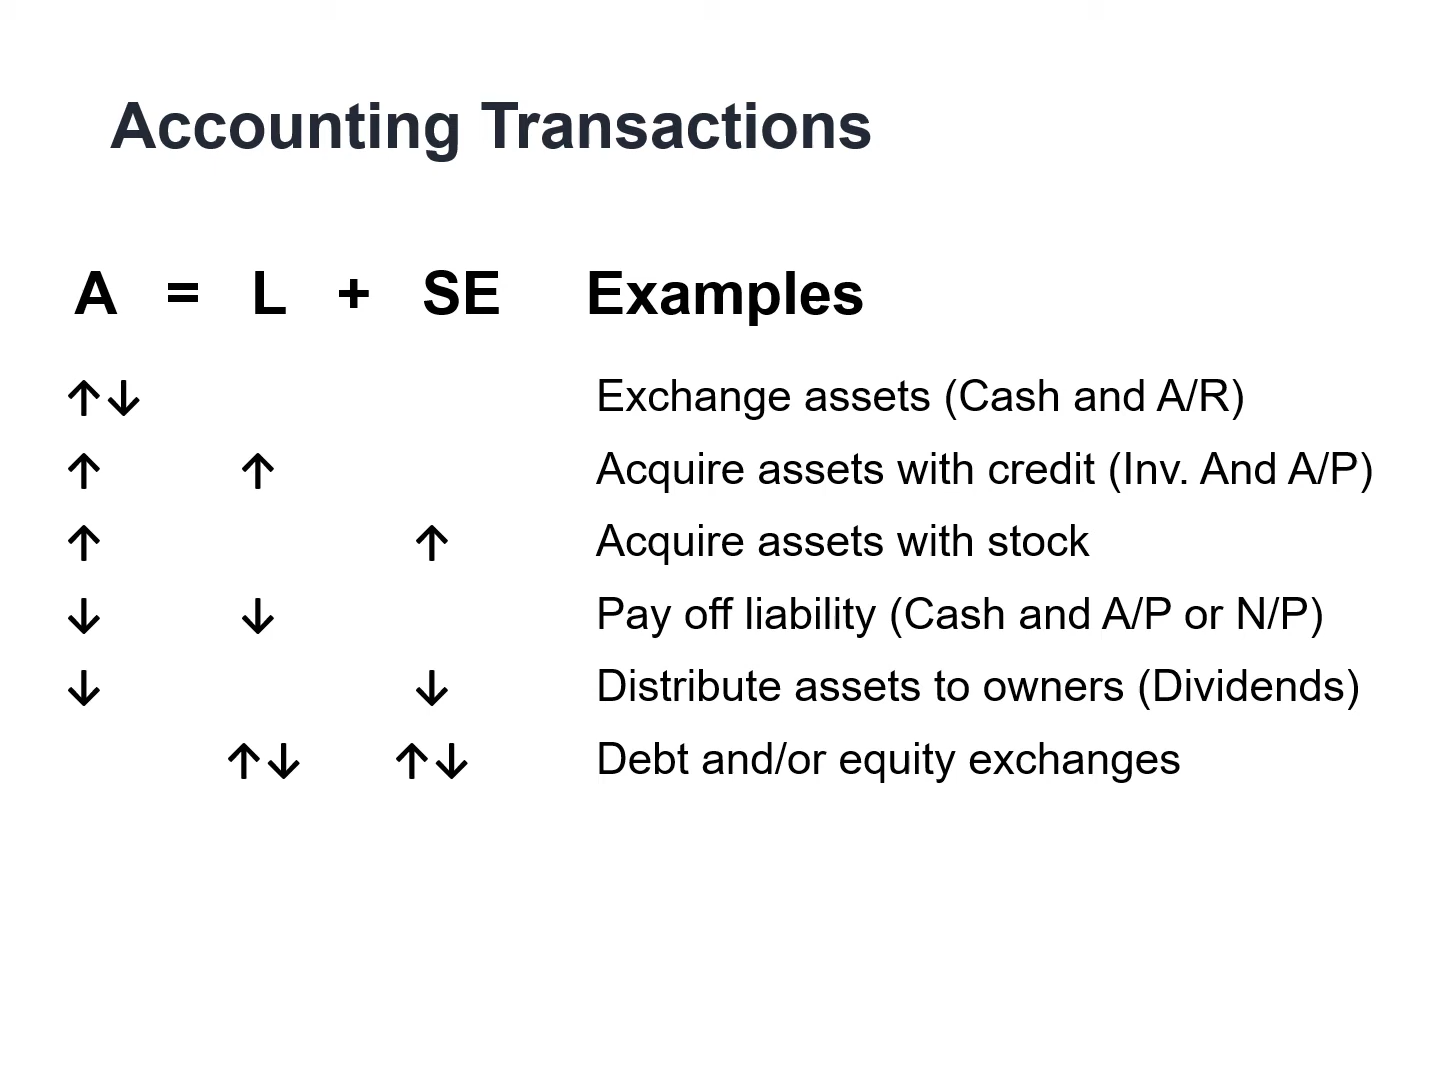 Accounting Transactions
A = L + SE Examples
↑↓ Exchange assets (Cash and A/R)
↑ ↑ Acquire assets with credit (Inv. And A/P)
↑ ↑ Acquire assets with stock
↓ ↓ Pay off liability (Cash and A/P or N/P)
↓ ↓ Distribute assets to owners (Dividends)
↑↓ ↑↓ Debt and/or equity exchanges